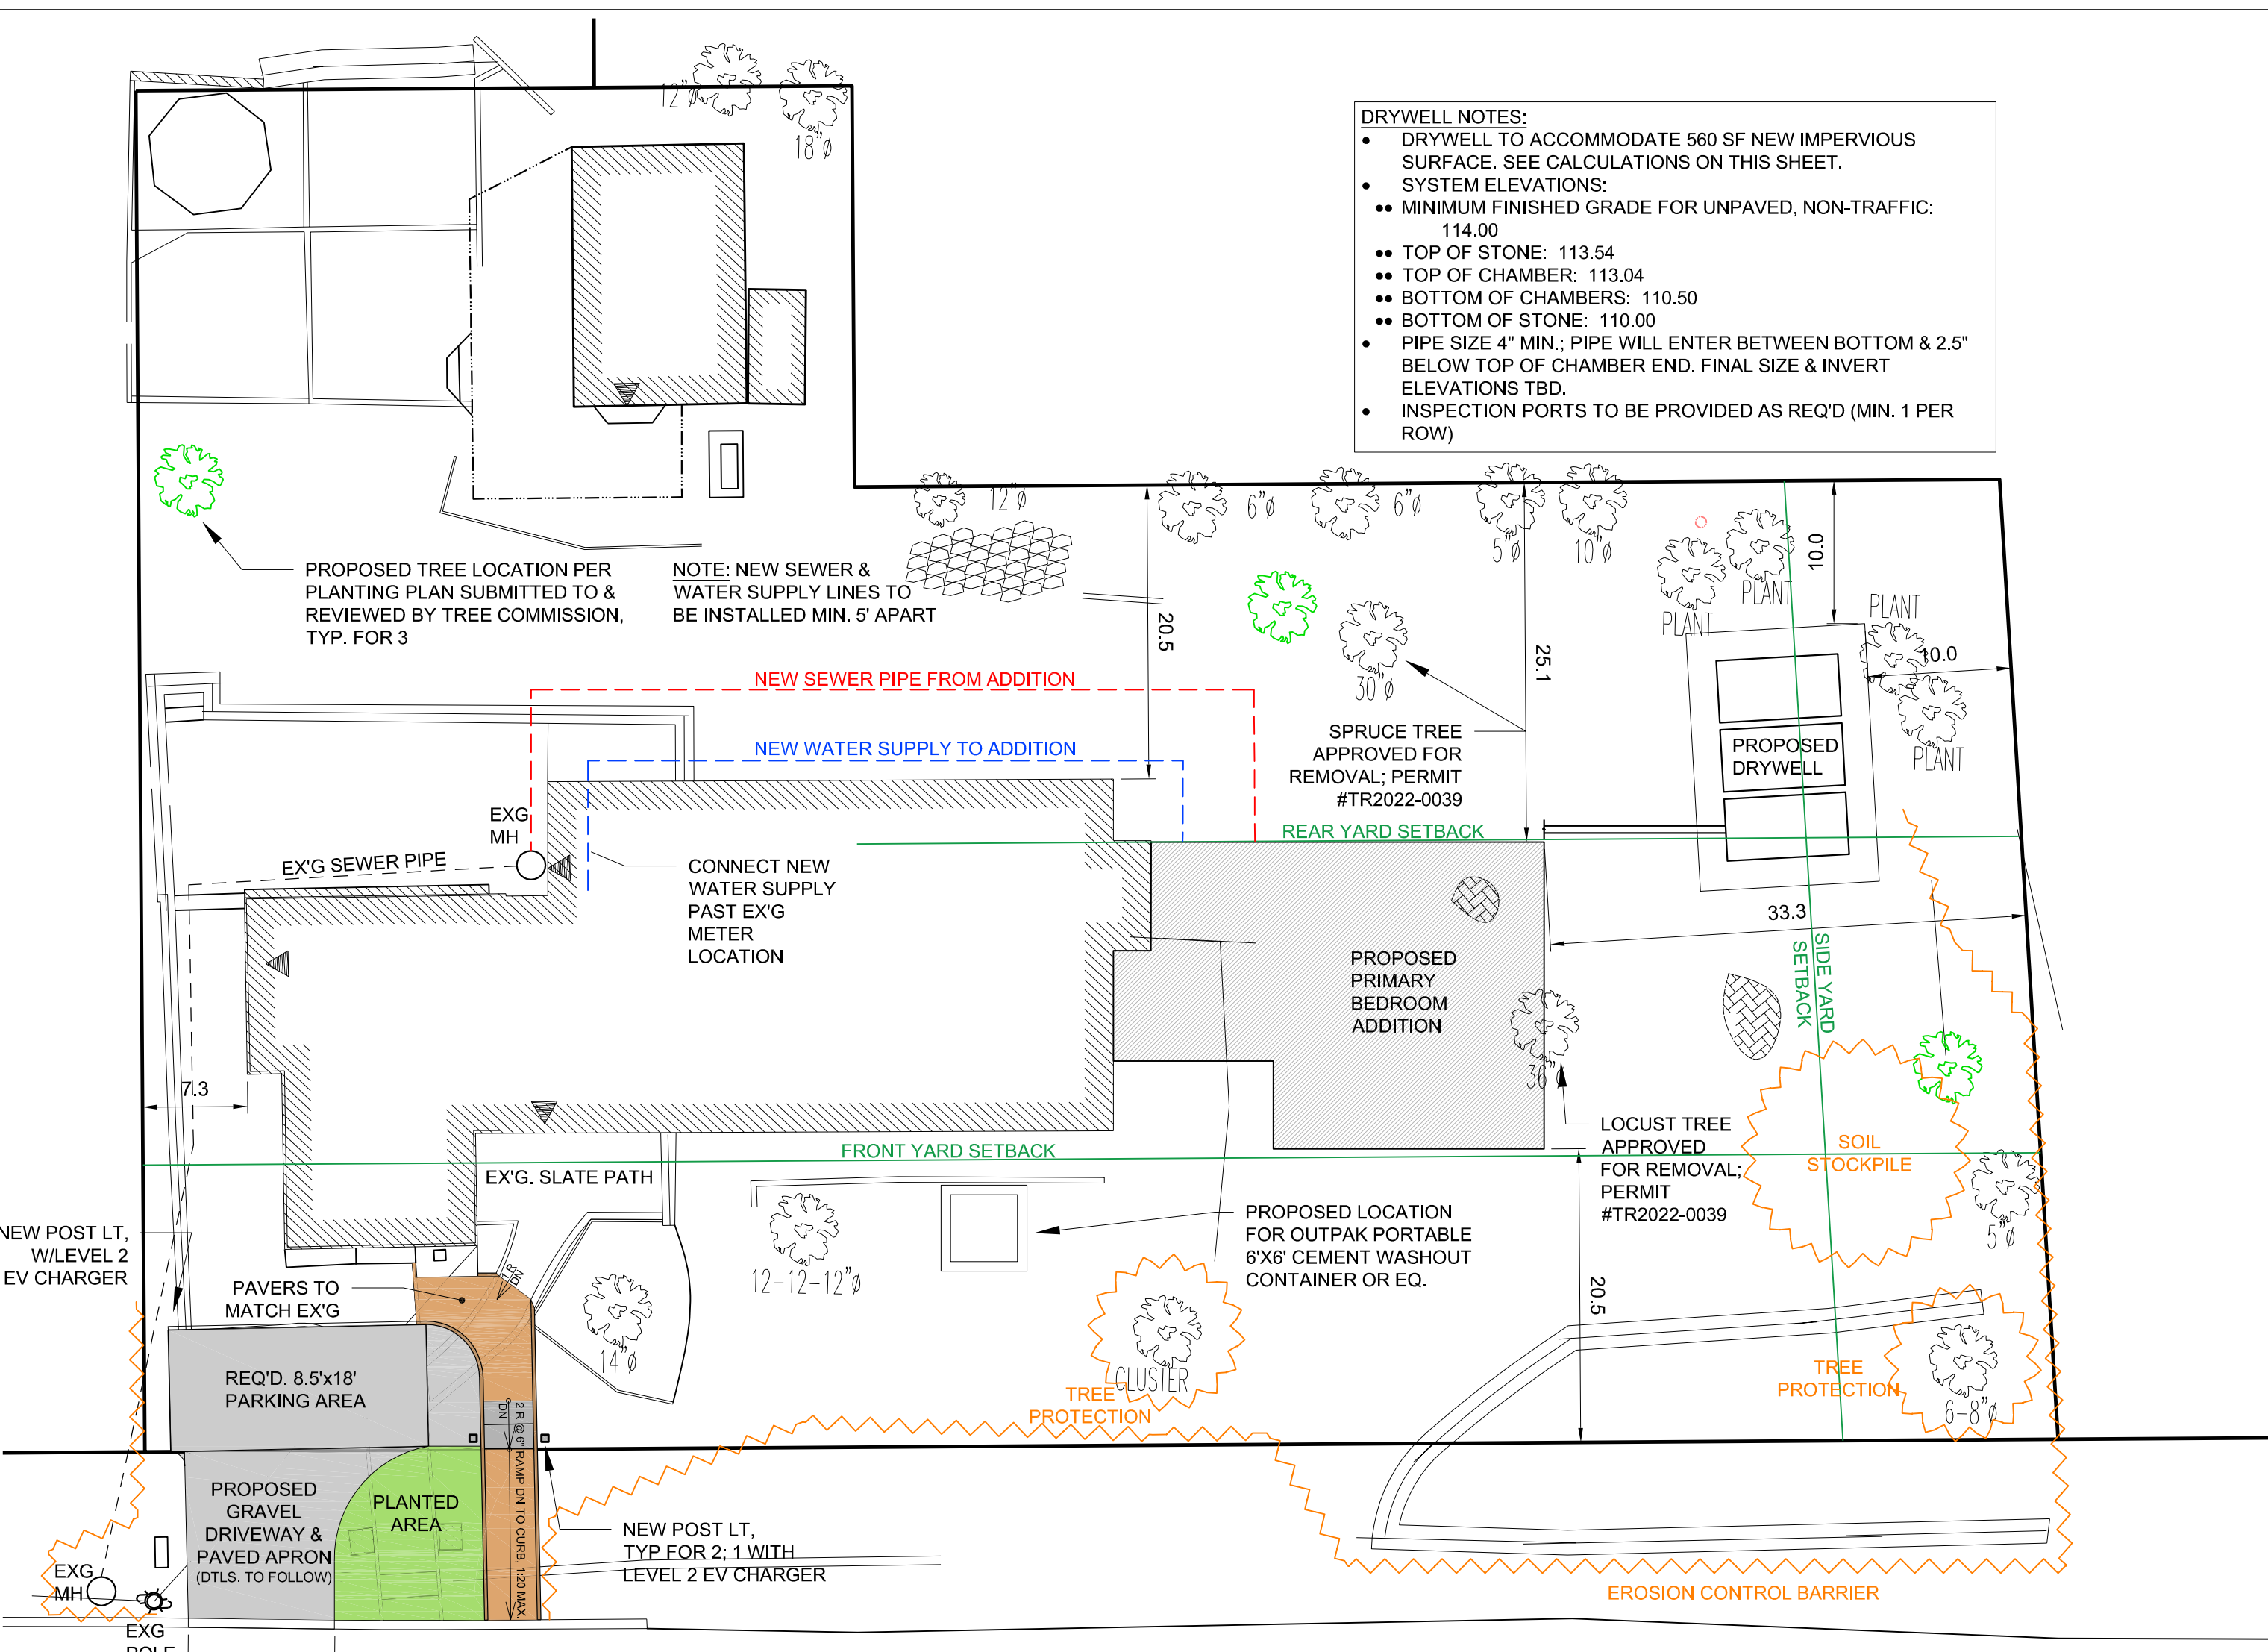 12"ø
18"ø
DRYWELL NOTES:
• DRYWELL TO ACCOMMODATE 560 SF NEW IMPERVIOUS
SURFACE. SEE CALCULATIONS ON THIS SHEET.
• SYSTEM ELEVATIONS:
•• MINIMUM FINISHED GRADE FOR UNPAVED, NON-TRAFFIC:
114.00
•• TOP OF STONE: 113.54
•• TOP OF CHAMBER: 113.04
•• BOTTOM OF CHAMBERS: 110.50
•• BOTTOM OF STONE: 110.00
• PIPE SIZE 4" MIN.; PIPE WILL ENTER BETWEEN BOTTOM & 2.5"
BELOW TOP OF CHAMBER END. FINAL SIZE & INVERT
ELEVATIONS TBD.
• INSPECTION PORTS TO BE PROVIDED AS REQ'D (MIN. 1 PER
ROW)
12"ø
6"ø
6"ø
5"ø
10"ø
10.0
PLANT
PLANT
PLANT
PLANT
10.0
PROPOSED TREE LOCATION PER
PLANTING PLAN SUBMITTED TO &
REVIEWED BY TREE COMMISSION,
TYP. FOR 3
NOTE: NEW SEWER &
WATER SUPPLY LINES TO
BE INSTALLED MIN. 5' APART
20.5
25.1
30"ø
NEW SEWER PIPE FROM ADDITION
NEW WATER SUPPLY TO ADDITION
SPRUCE TREE
APPROVED FOR
REMOVAL; PERMIT
#TR2022-0039
PROPOSED
DRYWELL
REAR YARD SETBACK
EXG
MH
EX'G SEWER PIPE
CONNECT NEW
WATER SUPPLY
PAST EX'G
METER
LOCATION
33.3
SIDE YARD
SETBACK
PROPOSED
PRIMARY
BEDROOM
ADDITION
36"ø
7.3
LOCUST TREE
APPROVED
FOR REMOVAL;
PERMIT
#TR2022-0039
SOIL
STOCKPILE
FRONT YARD SETBACK
EX'G. SLATE PATH
5"ø
NEW POST LT,
W/LEVEL 2
EV CHARGER
12-12-12"ø
PROPOSED LOCATION
FOR OUTPAK PORTABLE
6'X6' CEMENT WASHOUT
CONTAINER OR EQ.
20.5
PAVERS TO
MATCH EX'G
1 R
DN
14"ø
REQ'D. 8.5'x18'
PARKING AREA
CLUSTER
TREE
PROTECTION
TREE
PROTECTION
6-8"ø
2 R @ 6"
DN
RAMP DN TO CURB, 1:20 MAX.
PROPOSED
GRAVEL
DRIVEWAY &
PAVED APRON
(DTLS. TO FOLLOW)
PLANTED
AREA
NEW POST LT,
TYP FOR 2; 1 WITH
LEVEL 2 EV CHARGER
EXG
MH
EROSION CONTROL BARRIER
EXG
POLE